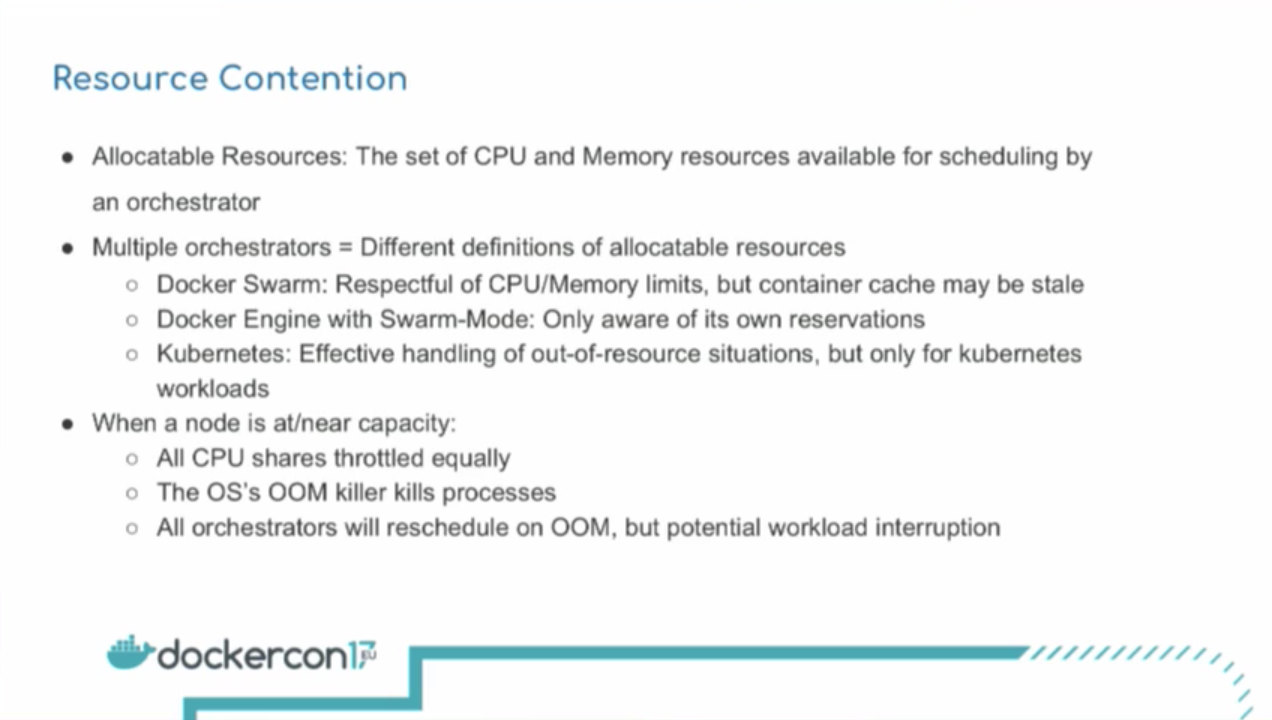 Resource Contention
● Allocatable Resources: The set of CPU and Memory resources available for scheduling by
an orchestrator
● Multiple orchestrators = Different definitions of allocatable resources
○ Docker Swarm: Respectful of CPU/Memory limits, but container cache may be stale
○ Docker Engine with Swarm-Mode: Only aware of its own reservations
○ Kubernetes: Effective handling of out-of-resource situations, but only for kubernetes
workloads
● When a node is at/near capacity:
○ All CPU shares throttled equally
○ The OS's OOM killer kills processes
○ All orchestrators will reschedule on OOM, but potential workload interruption
dockercon17 EU